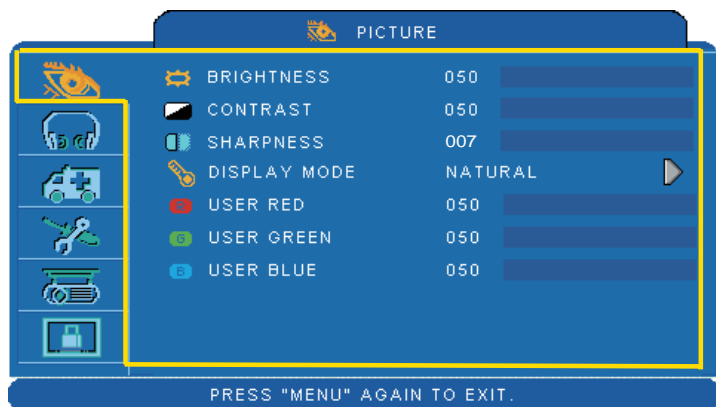 PICTURE
BRIGHTNESS 050
CONTRAST 050
SHARPNESS 007
DISPLAY MODE NATURAL
USER RED 050
G USER GREEN 050
B USER BLUE 050
PRESS "MENU" AGAIN TO EXIT.